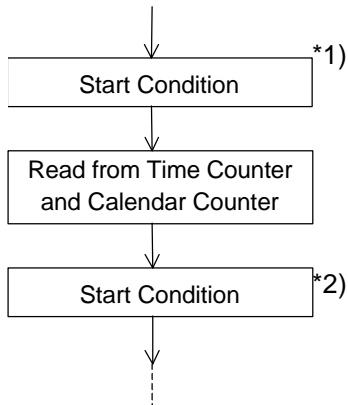 *1)
Start Condition
Read from Time Counter
and Calendar Counter
*2)
Start Condition